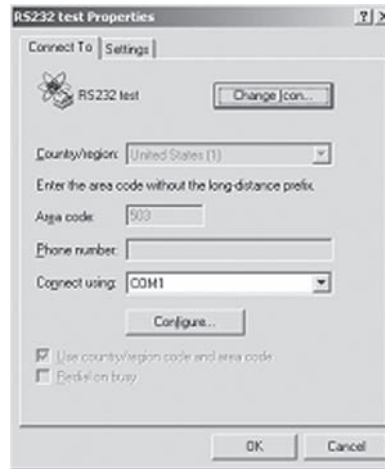 RS232 test Properties
Connect To Settings
RS232 test
Change Icon...
Country/region: United States (1)
Enter the area code without the long-distance prefix.
Area code: 503
Phone number:
Connect using: COM1
Configure...
Use country/region code and area code
Redial on busy
OK Cancel